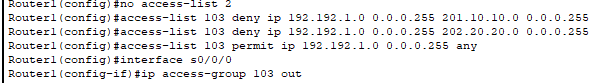 Router1(config)#no access-list 2
Router1(config)#access-list 103 deny ip 192.192.1.0 0.0.0.255 201.10.10.0 0.0.0.255
Router1(config)#access-list 103 deny ip 192.192.1.0 0.0.0.255 202.20.20.0 0.0.0.255
Router1(config)#access-list 103 permit ip 192.192.1.0 0.0.0.255 any
Router1(config)#interface s0/0/0
Router1(config-if)#ip access-group 103 out